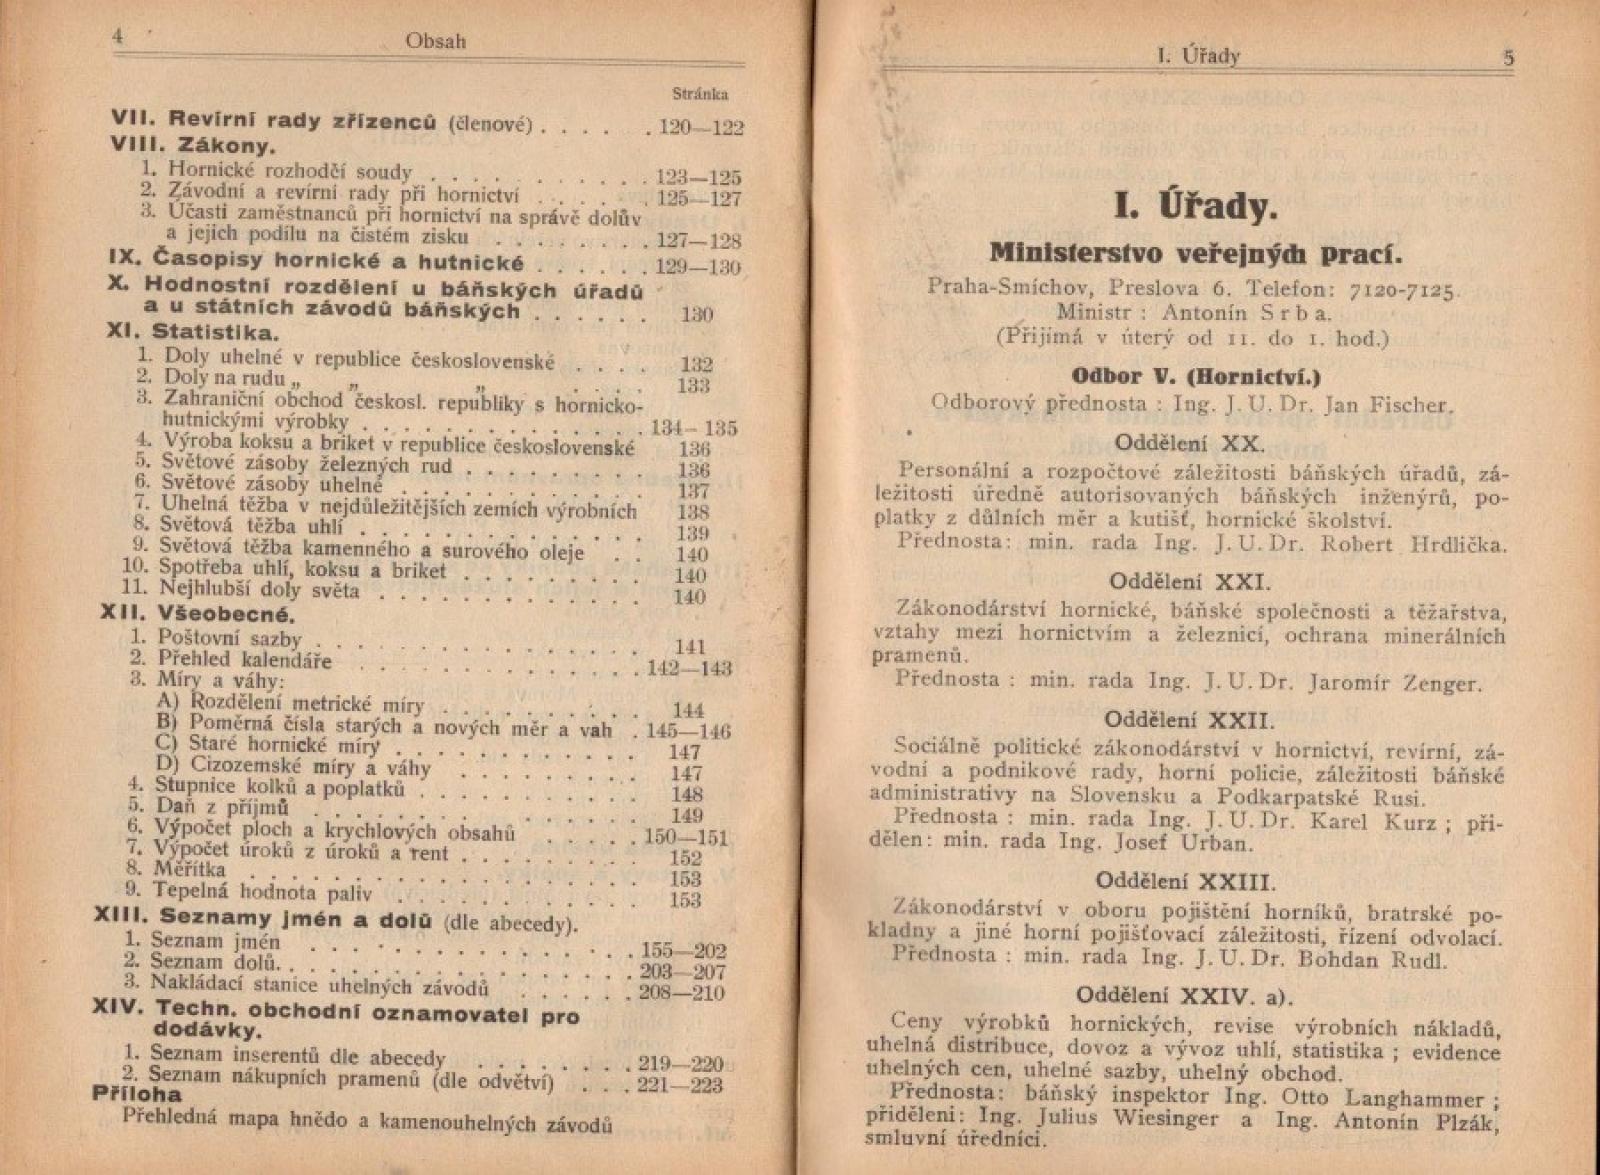 4 Obsah
Stránka
VII. Revírní rady zřízenců (členové) . . . . . . 120—122
VIII. Zákony.
1. Hornické rozhodčí soudy . . . . . . . . . . . 123—125
2. Závodní a revírní rady při hornictví . . . . . . 125—127
3. Účasti zaměstnanců při hornictví na správě dolův
a jejich podílu na čistém zisku . . . . . . . . 127—128
IX. Časopisy hornické a hutnické . . . . . . 129—130
X. Hodnostní rozdělení u báňských úřadů
a u státních závodů báňských . . . . . . 130
XI. Statistika.
1. Doly uhelné v republice československé . . . . 132
2. Doly na rudu „ „ „ . . . . 133
3. Zahraniční obchod českosl. republiky s hornicko-
hutnickými výrobky . . . . . . . . . . . . . . 134—135
4. Výroba koksu a briket v republice československé 136
5. Světové zásoby železných rud . . . . . . . . . 136
6. Světové zásoby uhelné . . . . . . . . . . . . 137
7. Uhelná těžba v nejdůležitějších zemích výrobních 138
8. Světová těžba uhlí . . . . . . . . . . . . . . 139
9. Světová těžba kamenného a surového oleje . . 140
10. Spotřeba uhlí, koksu a briket . . . . . . . . . 140
11. Nejhlubší doly světa . . . . . . . . . . . . . 140
XII. Všeobecné.
1. Poštovní sazby . . . . . . . . . . . . . . . . 141
2. Přehled kalendáře . . . . . . . . . . . . . . 142—143
3. Míry a váhy:
A) Rozdělení metrické míry . . . . . . . . . . 144
B) Poměrná čísla starých a nových měr a vah . 145—146
C) Staré hornické míry . . . . . . . . . . . . 147
D) Cizozemské míry a váhy . . . . . . . . . 147
4. Stupnice kolků a poplatků . . . . . . . . . . . 148
5. Daň z příjmů . . . . . . . . . . . . . . . . 149
6. Výpočet ploch a krychlových obsahů . . . . . 150—151
7. Výpočet úroků z úroků a rent . . . . . . . . . 152
8. Měřítka . . . . . . . . . . . . . . . . . . . 153
9. Tepelná hodnota paliv . . . . . . . . . . . . 153
XIII. Seznamy jmén a dolů (dle abecedy).
1. Seznam jmén . . . . . . . . . . . . . . . . 155—202
2. Seznam dolů. . . . . . . . . . . . . . . . . . 203—207
3. Nakládací stanice uhelných závodů . . . . . . 208—210
XIV. Techn. obchodní oznamovatel pro
dodávky.
1. Seznam inserentů dle abecedy . . . . . . . . 219—220
2. Seznam nákupních pramenů (dle odvětví) . . . 221—223
Příloha
Přehledná mapa hnědo a kamenouhelných závodů
I. Úřady 5
I. Úřady.
Ministerstvo veřejných prací.
Praha-Smíchov, Preslova 6. Telefon: 7120-7125.
Ministr : Antonín Srba.
(Přijímá v úterý od 11. do 1. hod.)
Odbor V. (Hornictví.)
Odborový přednosta : Ing. J. U. Dr. Jan Fischer.
Oddělení XX.
Personální a rozpočtové záležitosti báňských úřadů, zá-
ležitosti úředně autorisovaných báňských inženýrů, po-
platky z důlních měr a kutišť, hornické školství.
Přednosta: min. rada Ing. J. U. Dr. Robert Hrdlička.
Oddělení XXI.
Zákonodárství hornické, báňské společnosti a těžařstva,
vztahy mezi hornictvím a železnicí, ochrana minerálních
pramenů.
Přednosta : min. rada Ing. J. U. Dr. Jaromír Zenger.
Oddělení XXII.
Sociálně politické zákonodárství v hornictví, revírní, zá-
vodní a podnikové rady, horní policie, záležitosti báňské
administrativy na Slovensku a Podkarpatské Rusi.
Přednosta : min. rada Ing. J. U. Dr. Karel Kurz ; při-
dělen: min. rada Ing. Josef Urban.
Oddělení XXIII.
Zákonodárství v oboru pojištění horníků, bratrské po-
kladny a jiné horní pojišťovací záležitosti, řízení odvolací.
Přednosta : min. rada Ing. J. U. Dr. Bohdan Rudl.
Oddělení XXIV. a).
Ceny výrobků hornických, revise výrobních nákladů,
uhelná distribuce, dovoz a vývoz uhlí, statistika ; evidence
uhelných cen, uhelné sazby, uhelný obchod.
Přednosta: báňský inspektor Ing. Otto Langhammer ;
přiděleni: Ing. Julius Wiesinger a Ing. Antonín Plzák,
smluvní úředníci.